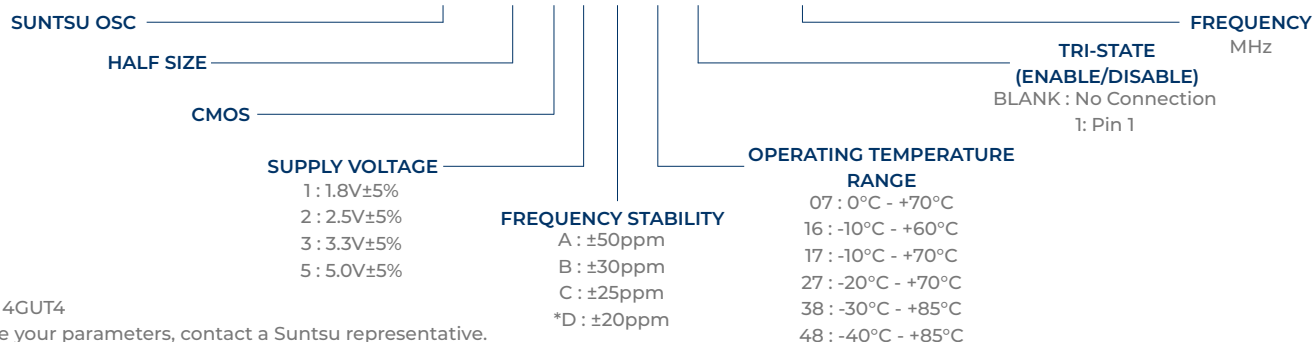 SUNTSU OSC
HALF SIZE
CMOS
SUPPLY VOLTAGE
1 : 1.8V±5%
2 : 2.5V±5%
3 : 3.3V±5%
5 : 5.0V±5%
FREQUENCY STABILITY
A : ±50ppm
B : ±30ppm
C : ±25ppm
*D : ±20ppm
OPERATING TEMPERATURE
RANGE
07 : 0°C - +70°C
16 : -10°C - +60°C
17 : -10°C - +70°C
27 : -20°C - +70°C
38 : -30°C - +85°C
48 : -40°C - +85°C
TRI-STATE
(ENABLE/DISABLE)
BLANK : No Connection
1: Pin 1
FREQUENCY
MHz
4GUT4
e your parameters, contact a Suntsu representative.